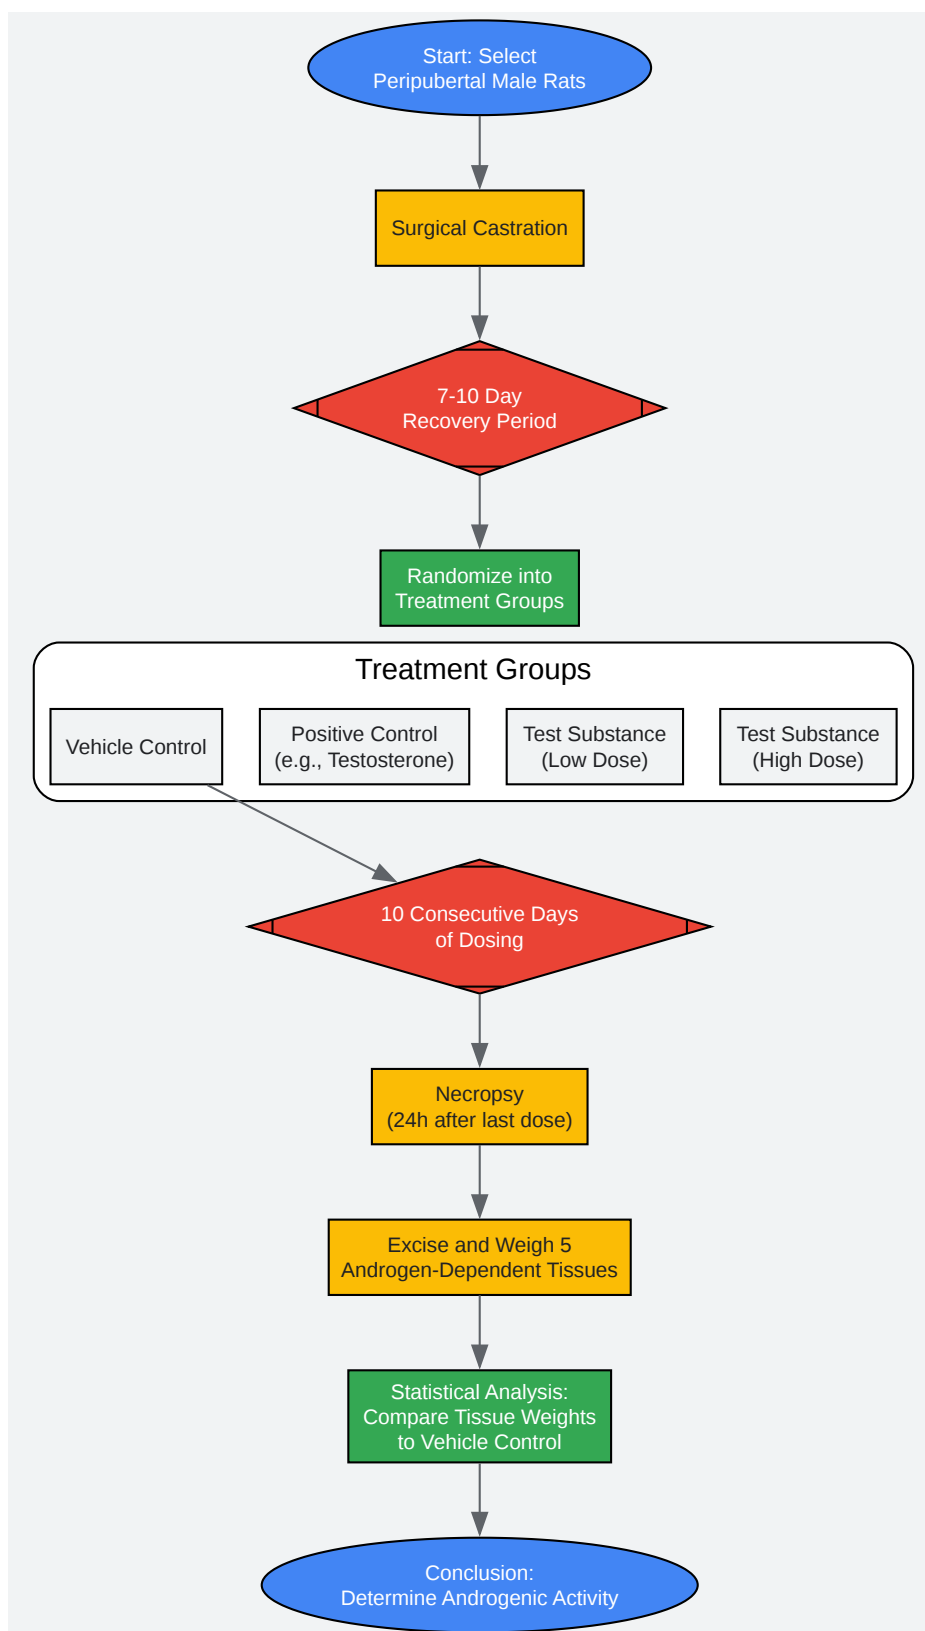 Start: Select
Peripubertal Male Rats
Surgical Castration
7-10 Day
Recovery Period
Randomize into
Treatment Groups
Treatment Groups
Vehicle Control
Positive Control
(e.g., Testosterone)
Test Substance
(Low Dose)
Test Substance
(High Dose)
10 Consecutive Days
of Dosing
Necropsy
(24h after last dose)
Excise and Weigh 5
Androgen-Dependent Tissues
Statistical Analysis:
Compare Tissue Weights
to Vehicle Control
Conclusion:
Determine Androgenic Activity